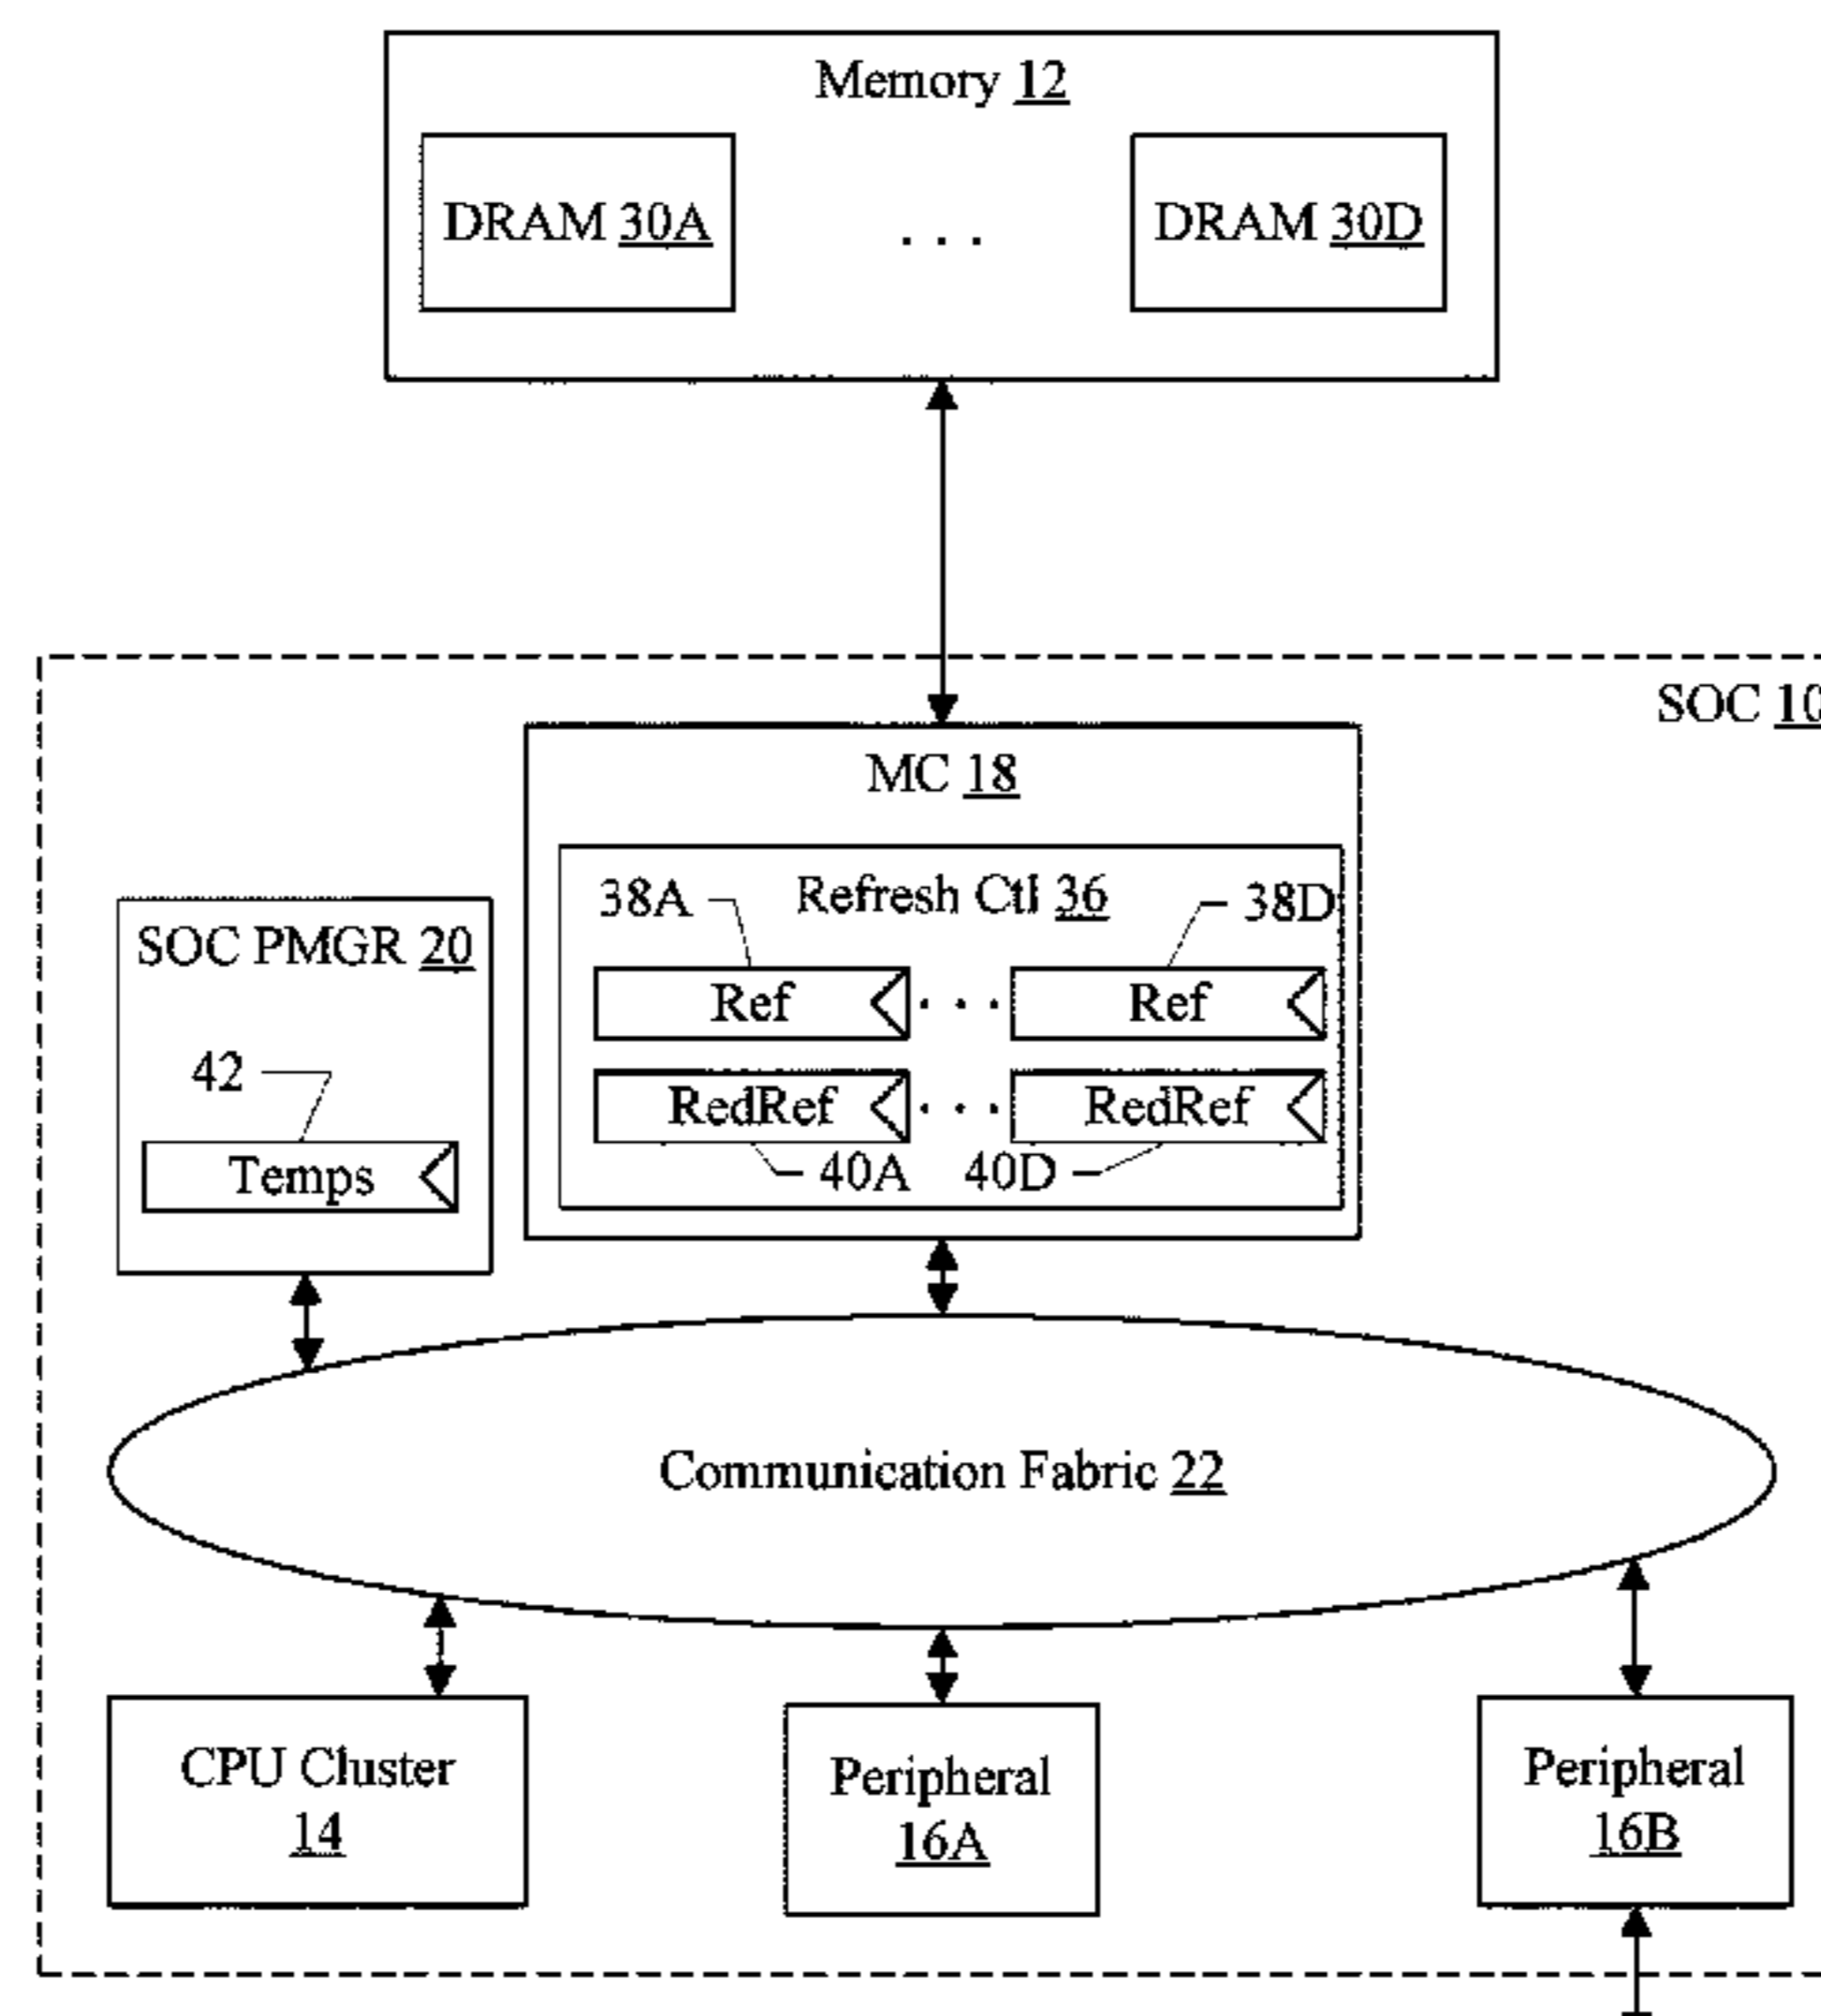 Memory 12
DRAM 30A
. . .
DRAM 30D
SOC 10
MC 18
38A
Refresh Ctl 36
38D
SOC PMGR 20
Ref
. . .
Ref
42
RedRef
. . .
RedRef
Temps
40A
40D
Communication Fabric 22
CPU Cluster
14
Peripheral
16A
Peripheral
16B